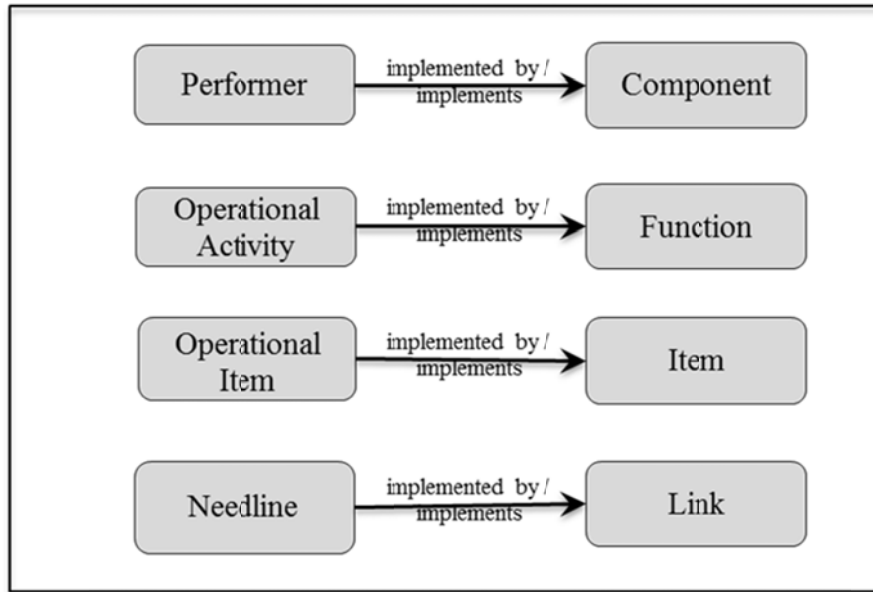 Performer
implemented by /
implements
Component
Operational
Activity
implemented by /
implements
Function
Operational
Item
implemented by /
implements
Item
Needline
implemented by /
implements
Link